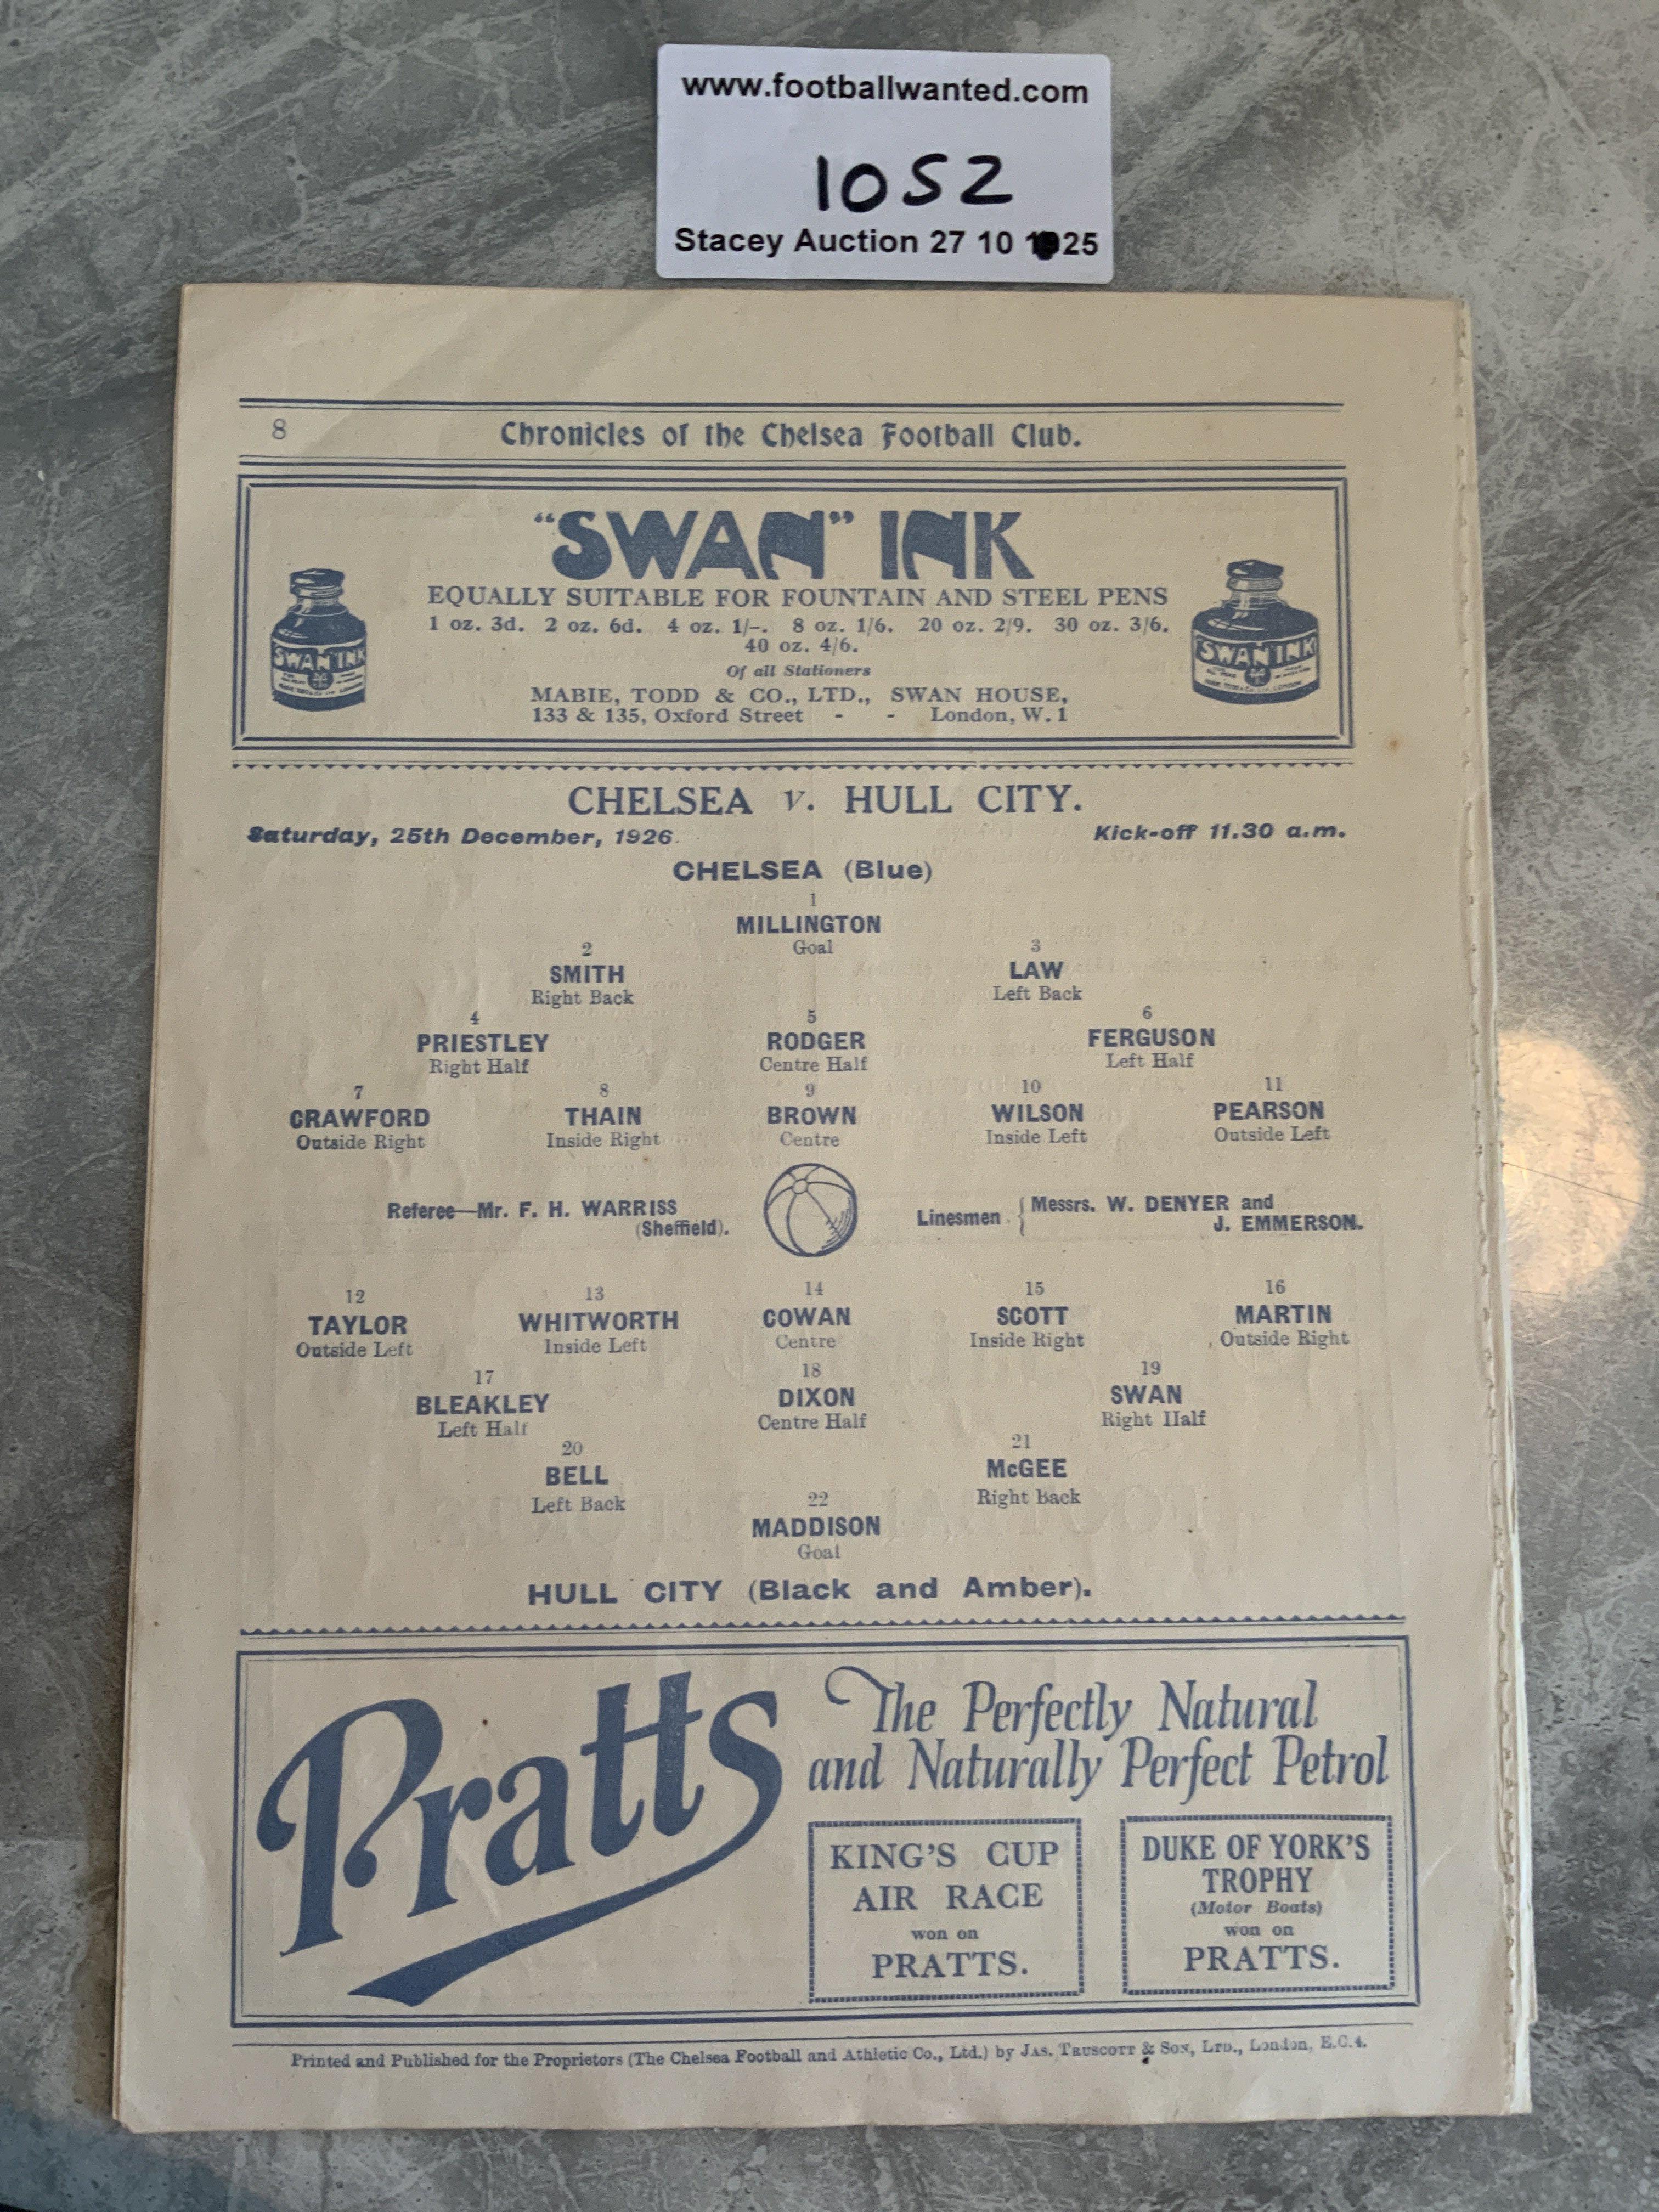 www.footballwanted.com
1052
Stacey Auction 27 10 25
8
Chronicles of the Chelsea Football Club.
"SWAN" INK
EQUALLY SUITABLE FOR FOUNTAIN AND STEEL PENS
1 oz. 3d. 2 oz. 6d. 4 oz. 1/-. 8 oz. 1/6. 20 oz. 2/9. 30 oz. 3/6.
40 oz. 4/6.
Of all Stationers
MABIE, TODD & CO., LTD., SWAN HOUSE,
133 & 135, Oxford Street - - London, W. 1
SWAN INK
SWAN INK
CHELSEA v. HULL CITY.
Saturday, 25th December, 1926. Kick-off 11.30 a.m.
CHELSEA (Blue)
1
MILLINGTON
Goal
2 3
SMITH LAW
Right Back Left Back
4 5 6
PRIESTLEY RODGER FERGUSON
Right Half Centre Half Left Half
7 8 9 10 11
CRAWFORD THAIN BROWN WILSON PEARSON
Outside Right Inside Right Centre Inside Left Outside Left
Referee—Mr. F. H. WARRISS
(Sheffield).
Linesmen { Messrs. W. DENYER and
J. EMMERSON.
12 13 14 15 16
TAYLOR WHITWORTH COWAN SCOTT MARTIN
Outside Left Inside Left Centre Inside Right Outside Right
17 18 19
BLEAKLEY DIXON SWAN
Left Half Centre Half Right Half
20 21
BELL McGEE
Left Back Right Back
22
MADDISON
Goal
HULL CITY (Black and Amber).
Pratts
The Perfectly Natural
and Naturally Perfect Petrol
KING'S CUP
AIR RACE
won on
PRATTS.
DUKE OF YORK'S
TROPHY
(Motor Boats)
won on
PRATTS.
Printed and Published for the Proprietors (The Chelsea Football and Athletic Co., Ltd.) by JAS. TRUSCOTT & SON, LTD., London, E.C.4.